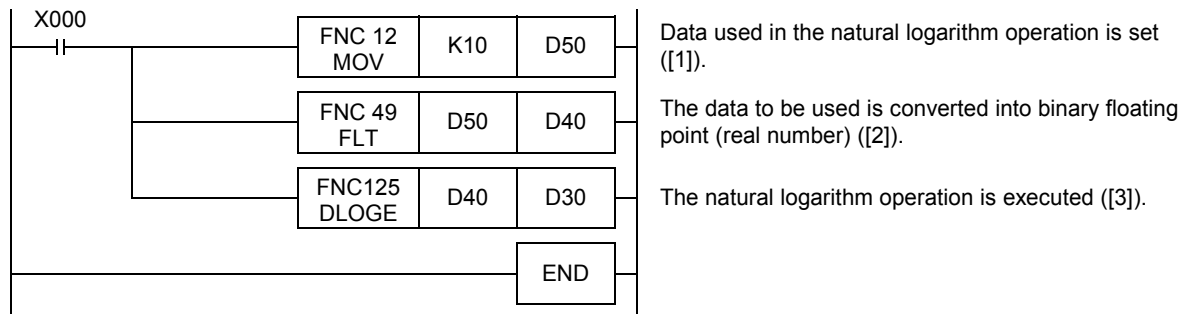 X000
FNC 12
MOV
K10
D50
Data used in the natural logarithm operation is set
([1]).
FNC 49
FLT
D50
D40
The data to be used is converted into binary floating
point (real number) ([2]).
FNC125
DLOGE
D40
D30
The natural logarithm operation is executed ([3]).
END